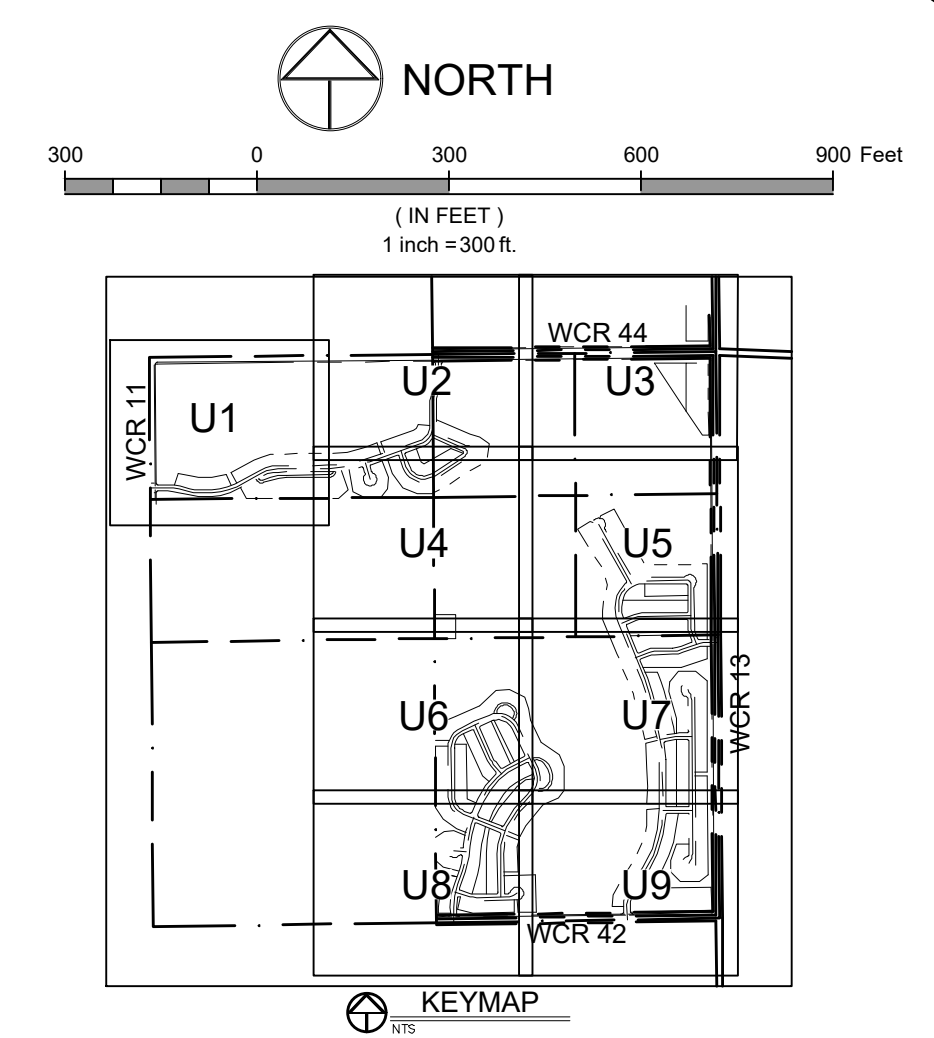 NORTH
300 0 300 600 900 Feet
( IN FEET )
1 inch = 300 ft.
WCR 44
U2 U3
WCR 11
U1
U4 U5
WCR 13
U6 U7
U8 U9
WCR 42
KEYMAP
NTS